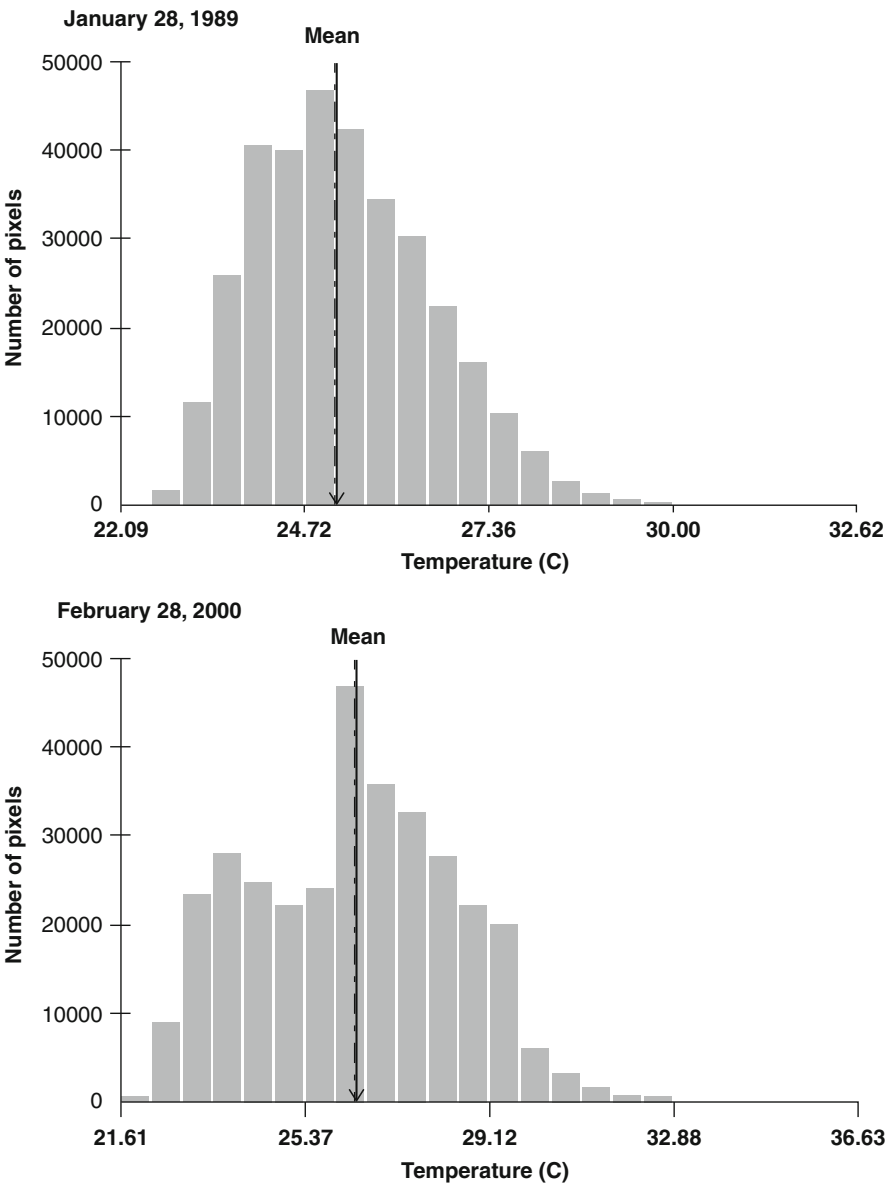 January 28, 1989
Mean
50000
40000
30000
20000
10000
0
Number of pixels
22.09 24.72 27.36 30.00 32.62
Temperature (C)
February 28, 2000
Mean
50000
40000
30000
20000
10000
0
Number of pixels
21.61 25.37 29.12 32.88 36.63
Temperature (C)